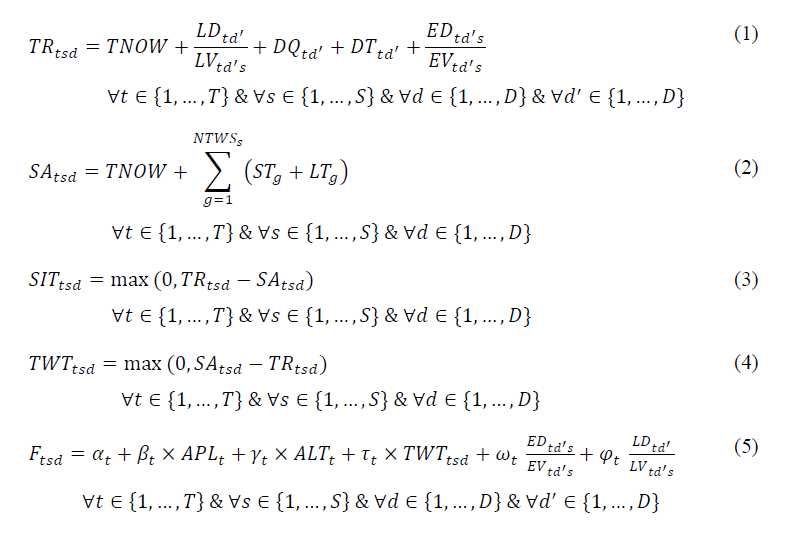 TR_{tsd} = TNOW + \frac{LD_{td'}}{LV_{td's}} + DQ_{td'} + DT_{td'} + \frac{ED_{td's}}{EV_{td's}} (1)
∀t ∈ {1, …, T} & ∀s ∈ {1, …, S} & ∀d ∈ {1, …, D} & ∀d′ ∈ {1, …, D}
SA_{tsd} = TNOW + \sum_{g=1}^{NTWS_s} (ST_g + LT_g) (2)
∀t ∈ {1, …, T} & ∀s ∈ {1, …, S} & ∀d ∈ {1, …, D}
SIT_{tsd} = max (0, TR_{tsd} − SA_{tsd}) (3)
∀t ∈ {1, …, T} & ∀s ∈ {1, …, S} & ∀d ∈ {1, …, D}
TWT_{tsd} = max (0, SA_{tsd} − TR_{tsd}) (4)
∀t ∈ {1, …, T} & ∀s ∈ {1, …, S} & ∀d ∈ {1, …, D}
F_{tsd} = α_t + β_t × APL_t + γ_t × ALT_t + τ_t × TWT_{tsd} + ω_t \frac{ED_{td's}}{EV_{td's}} + φ_t \frac{LD_{td'}}{LV_{td's}} (5)
∀t ∈ {1, …, T} & ∀s ∈ {1, …, S} & ∀d ∈ {1, …, D} & ∀d′ ∈ {1, …, D}